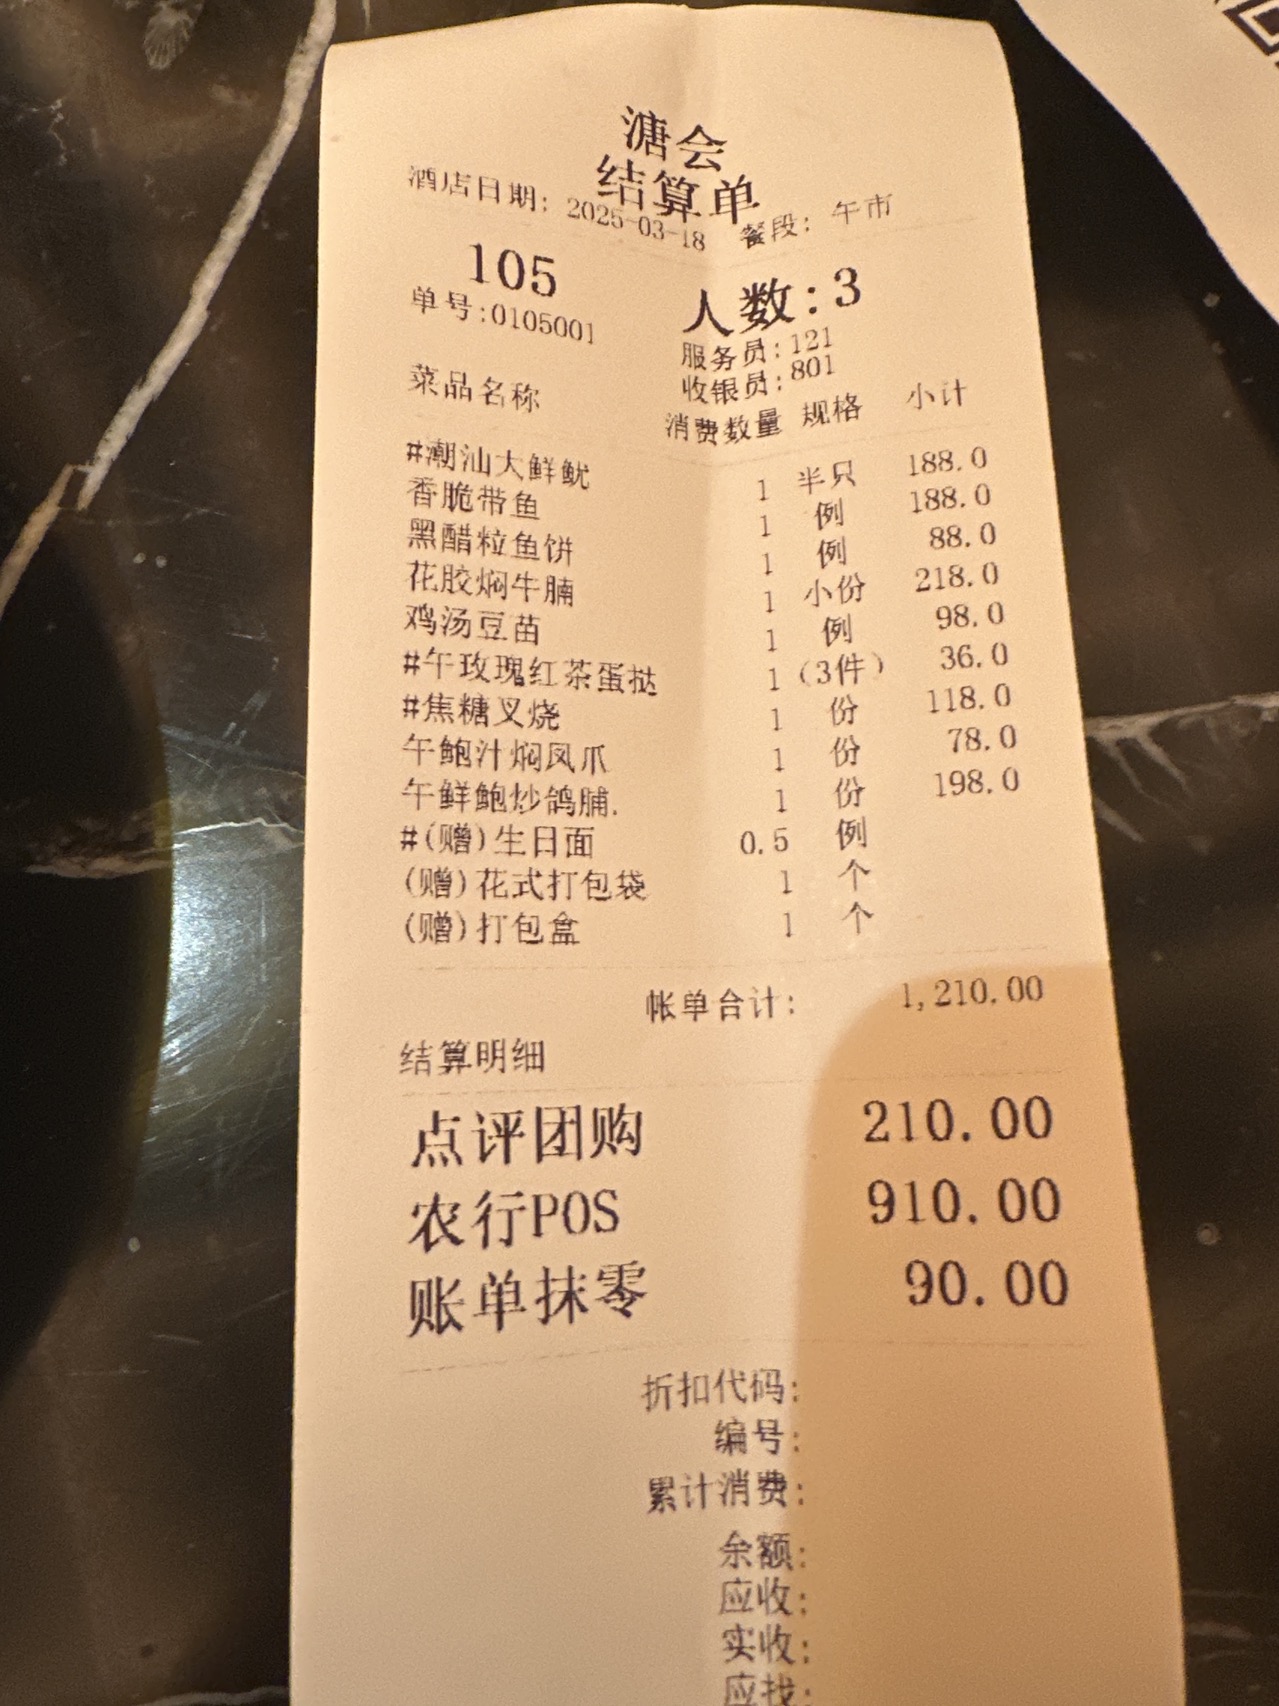 溏会
结算单
酒店日期: 2025-03-18 餐段: 午市
105 人数:3
单号:0105001
服务员:121
收银员:801
菜品名称 消费数量 规格 小计
#潮汕大鲜鱿 1 半只 188.0
香脆带鱼 1 例 188.0
黑醋粒鱼饼 1 例 88.0
花胶焖牛腩 1 小份 218.0
鸡汤豆苗 1 例 98.0
#午玫瑰红茶蛋挞 1 (3件) 36.0
#焦糖叉烧 1 份 118.0
午鲍汁焖凤爪 1 份 78.0
午鲜鲍炒鸽脯. 1 份 198.0
#(赠)生日面 0.5 例
(赠)花式打包袋 1 个
(赠)打包盒 1 个
帐单合计: 1,210.00
结算明细
点评团购 210.00
农行POS 910.00
账单抹零 90.00
折扣代码:
编号:
累计消费:
余额:
应收:
实收:
应找: